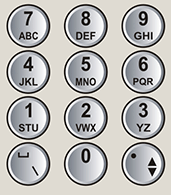 7 8 9
ABC DEF GHI
4 5 6
JKL MNO PQR
1 2 3
STU VWX YZ
␣ \ 0 •